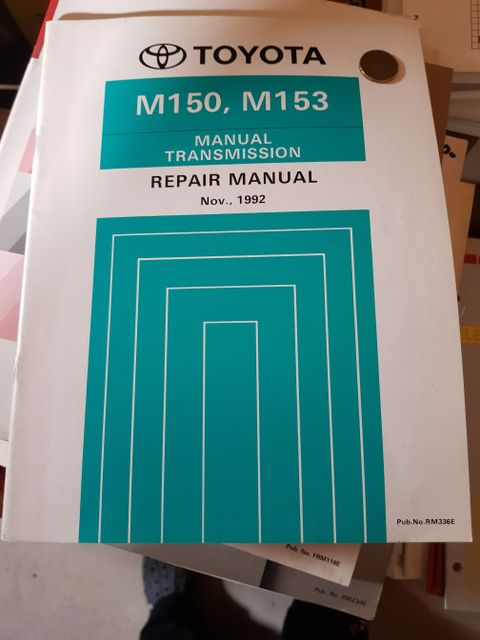 TOYOTA
M150, M153
MANUAL
TRANSMISSION
REPAIR MANUAL
Nov., 1992
Pub.No.RM336E
Pub. No. FRM118E